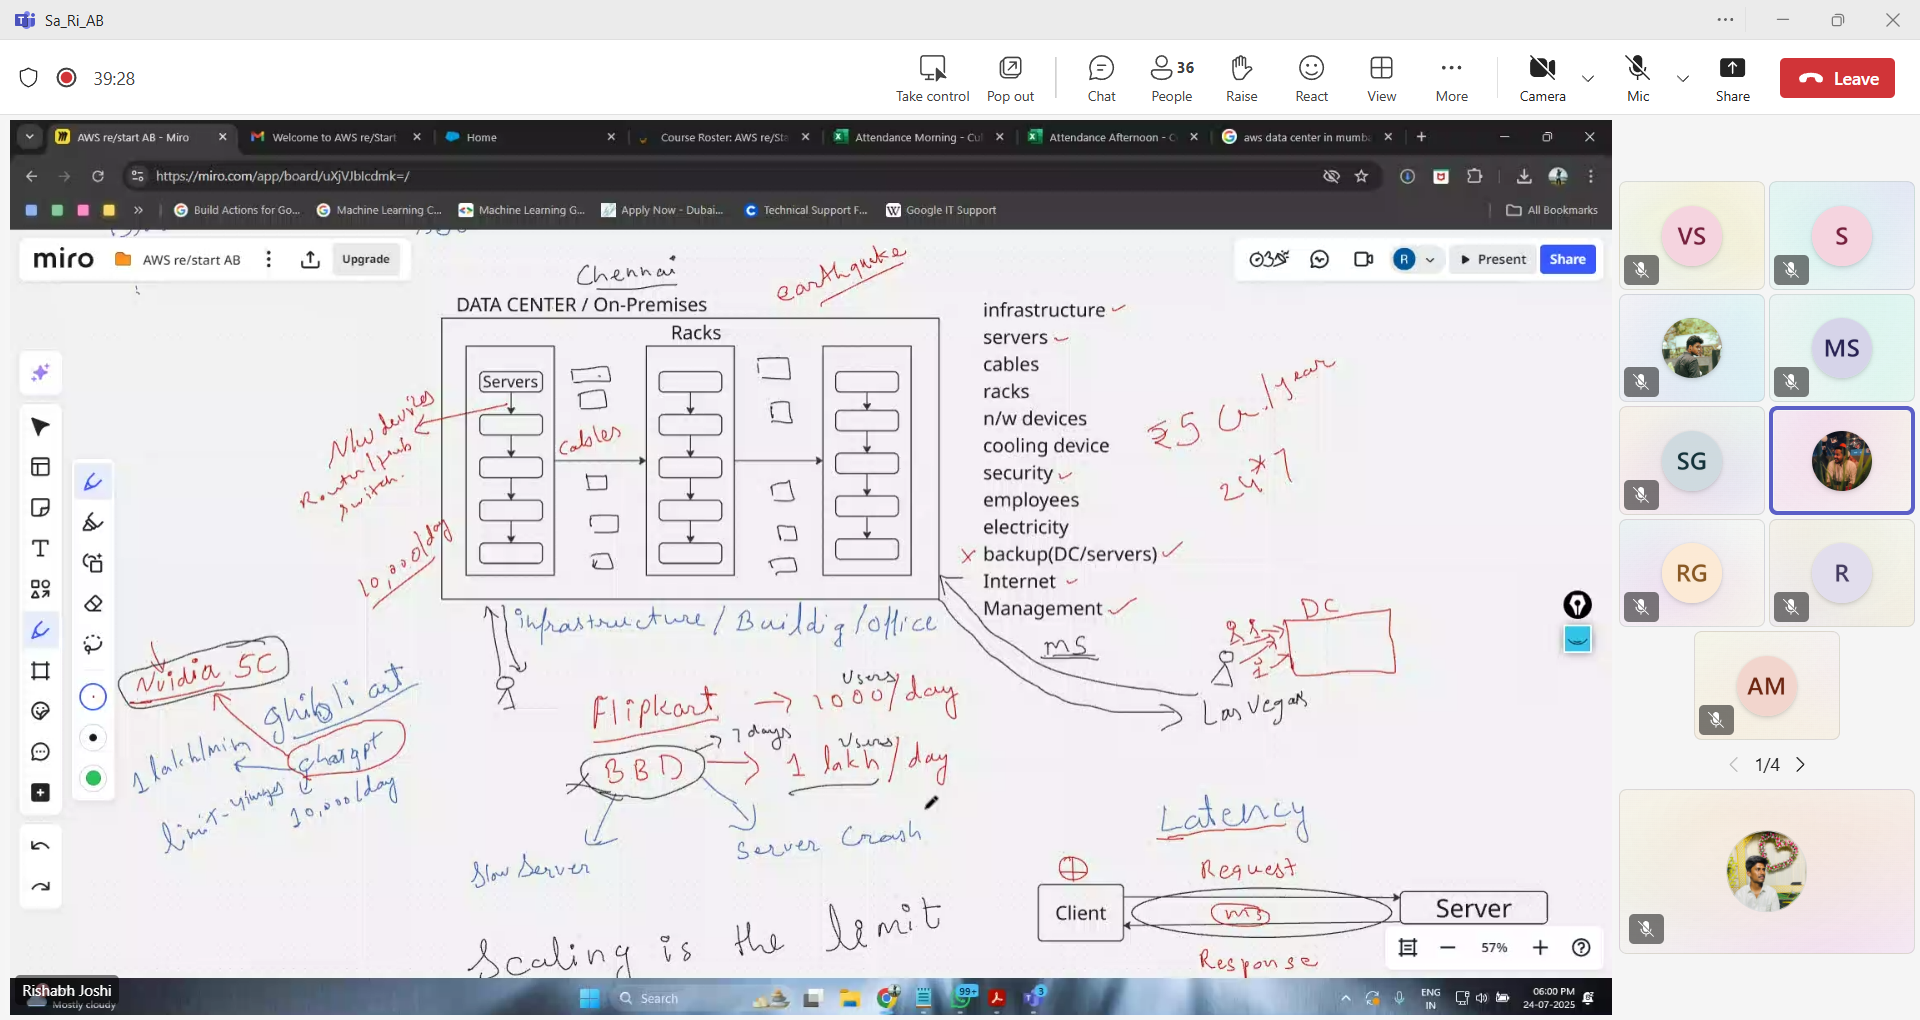 Sa_Ri_AB
39:28
Take control
Pop out
Chat
36
People
Raise
React
View
More
Camera
Mic
Share
Leave
AWS re/start AB - Miro
Welcome to AWS re/Start
Home
Course Roster: AWS re/Sta
Attendance Morning - Cu
Attendance Afternoon - C
aws data center in mumba
https://miro.com/app/board/uXjVJbIcdmk=/
Build Actions for Go...
Machine Learning C...
Machine Learning G...
Apply Now - Dubai...
Technical Support F...
Google IT Support
All Bookmarks
miro
AWS re/start AB
Upgrade
R
Present
Share
Chennai
earthquake
DATA CENTER / On-Premises
Racks
Servers
cables
N/w devices
switch.
10,000/day
infrastructure
servers
cables
racks
n/w devices
cooling device
security
employees
electricity
backup(DC/servers)
Internet
Management
₹5 Cr./year
24*7
ms
DC
Las Vegas
infrastructure / Buildig / office
Nvidia SC
ghibli art
chatgpt
1 lakh/min
10,000/day
Flipkart → 1000/day
Users
BBD
7 days
1 lakh/day
Users
Slow Server
Server Crash
Scaling is the limit
Latency
Request
Client
ms
Server
Response
57%
VS
S
MS
SG
RG
R
AM
1/4
Rishabh Joshi
Mostly cloudy
Search
99+
3
ENG
IN
06:00 PM
24-07-2025